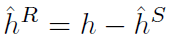 ĥ^R = h − ĥ^S